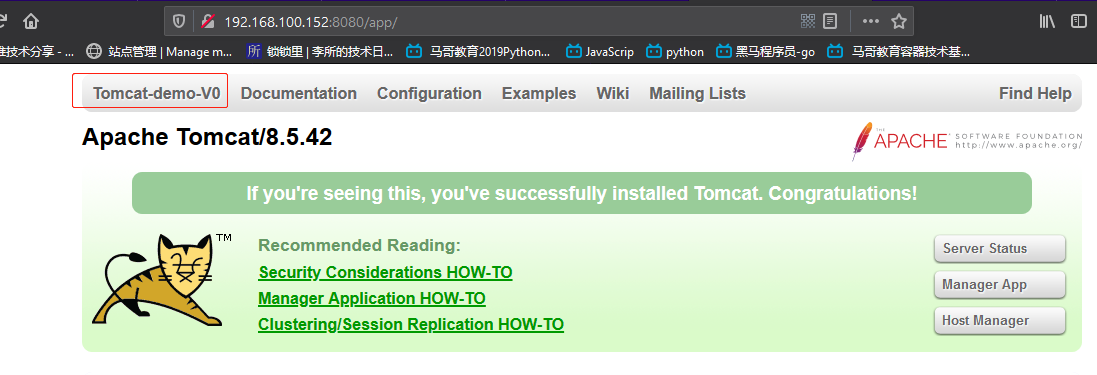 192.168.100.152:8080/app/
准技术分享 - ... 站点管理 | Manage m... 所 锁锁里 | 李所的技术日... 马哥教育2019Python... JavaScrip python 黑马程序员-go 马哥教育容器技术基...
Tomcat-demo-V0 Documentation Configuration Examples Wiki Mailing Lists Find Help
Apache Tomcat/8.5.42
THE APACHE SOFTWARE FOUNDATION
http://www.apache.org/
If you're seeing this, you've successfully installed Tomcat. Congratulations!
TM
Recommended Reading:
Security Considerations HOW-TO
Manager Application HOW-TO
Clustering/Session Replication HOW-TO
Server Status
Manager App
Host Manager